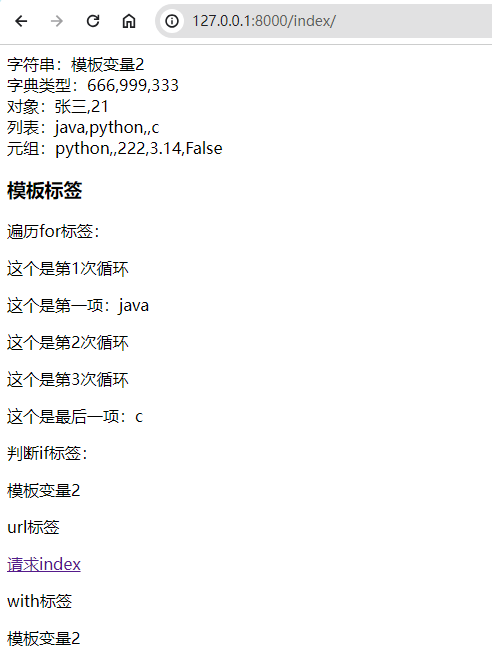 127.0.0.1:8000/index/
字符串：模板变量2
字典类型：666,999,333
对象：张三,21
列表：java,python,,c
元组：python,,222,3.14,False
模板标签
遍历for标签：
这个是第1次循环
这个是第一项：java
这个是第2次循环
这个是第3次循环
这个是最后一项：c
判断if标签：
模板变量2
url标签
请求index
with标签
模板变量2